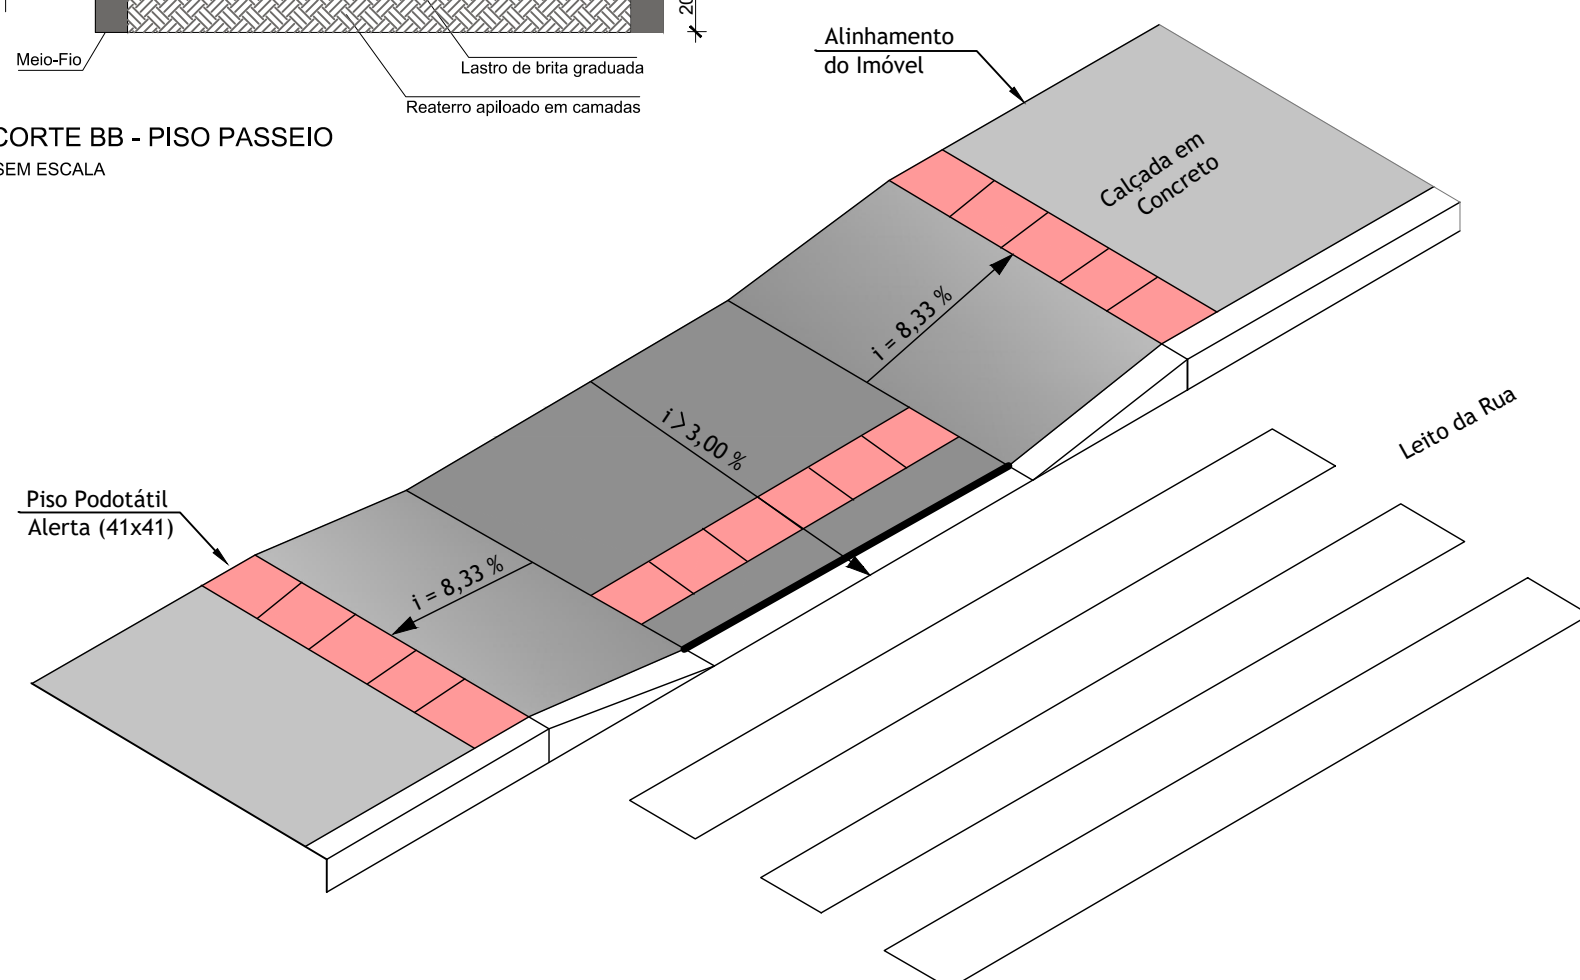 Meio-Fio
Lastro de brita graduada
Reaterro apiloado em camadas
CORTE BB - PISO PASSEIO
SEM ESCALA
Alinhamento
do Imóvel
Calçada em
Concreto
i = 8,33 %
i > 3,00 %
Leito da Rua
Piso Podotátil
Alerta (41x41)
i = 8,33 %